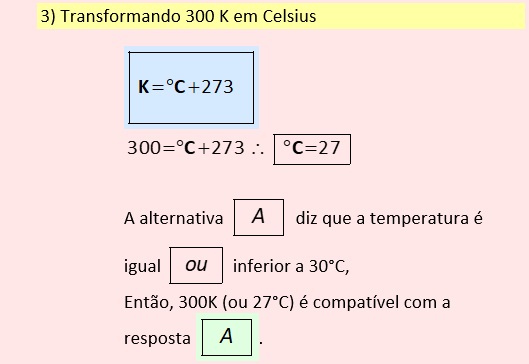 3) Transformando 300 K em Celsius
K=°C+273
300=°C+273 ∴ °C=27
A alternativa A diz que a temperatura é
igual ou inferior a 30°C,
Então, 300K (ou 27°C) é compatível com a
resposta A .